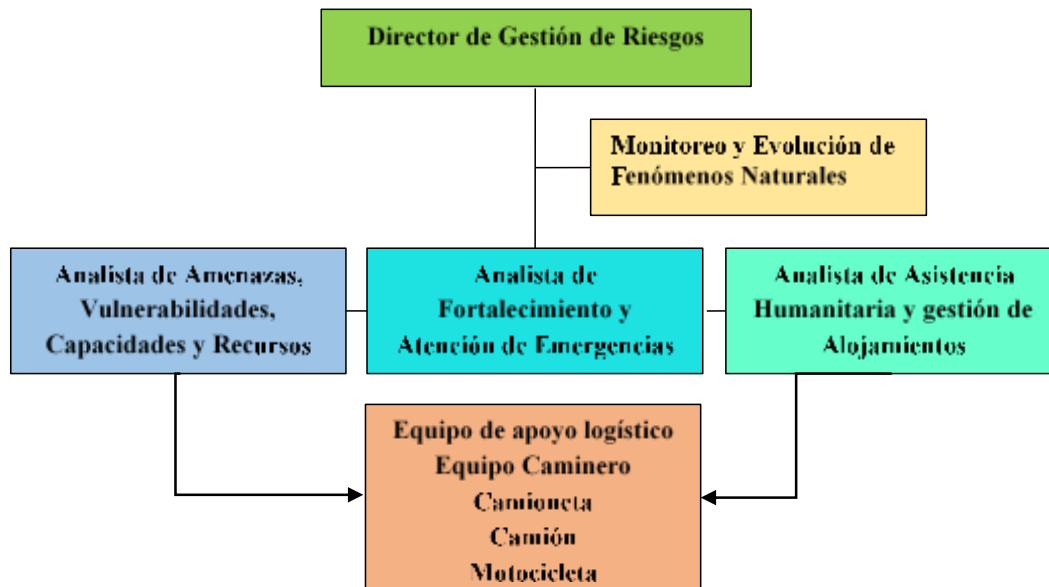 Director de Gestión de Riesgos
Monitoreo y Evolución de
Fenómenos Naturales
Analista de Amenazas,
Vulnerabilidades,
Capacidades y Recursos
Analista de
Fortalecimiento y
Atención de Emergencias
Analista de Asistencia
Humanitaria y gestión de
Alojamientos
Equipo de apoyo logístico
Equipo Caminero
Camioneta
Camión
Motocicleta